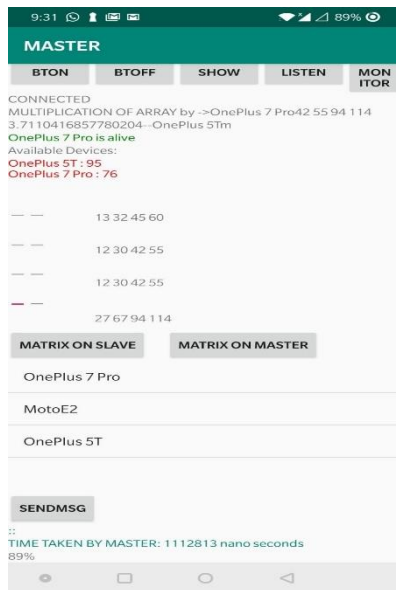 9:31 89%
MASTER
BTON BTOFF SHOW LISTEN MON
ITOR
CONNECTED
MULTIPLICATION OF ARRAY by ->OnePlus 7 Pro42 55 94 114
3.7110416857780204--OnePlus 5Tm
OnePlus 7 Pro is alive
Available Devices:
OnePlus 5T : 95
OnePlus 7 Pro : 76
13 32 45 60
12 30 42 55
12 30 42 55
27 67 94 114
MATRIX ON SLAVE MATRIX ON MASTER
OnePlus 7 Pro
MotoE2
OnePlus 5T
SENDMSG
::
TIME TAKEN BY MASTER: 1112813 nano seconds
89%